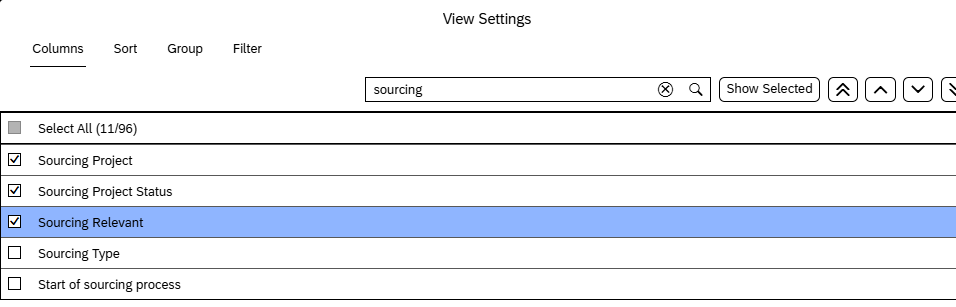 View Settings
Columns Sort Group Filter
sourcing Show Selected
Select All (11/96)
Sourcing Project
Sourcing Project Status
Sourcing Relevant
Sourcing Type
Start of sourcing process